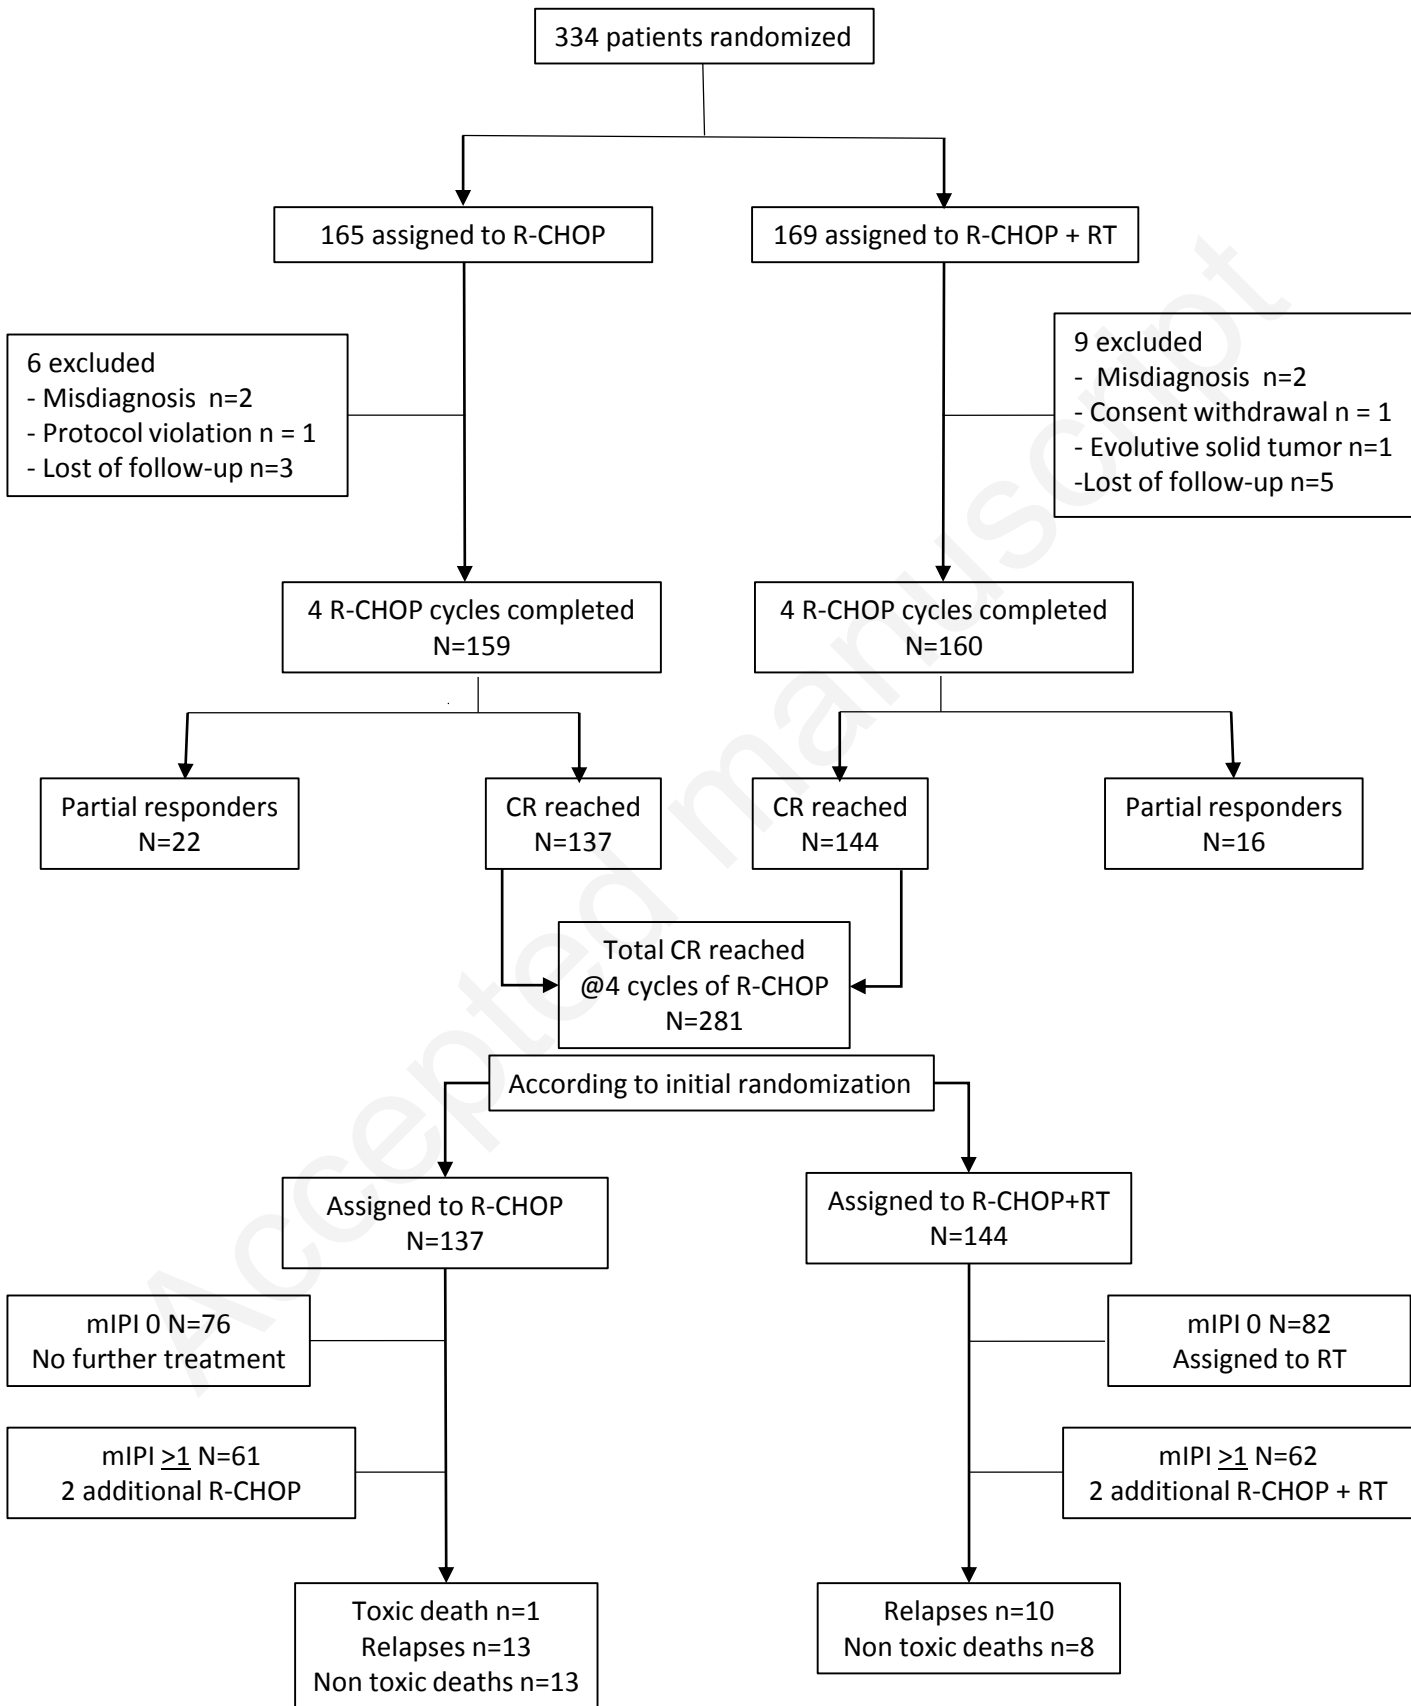 334 patients randomized
165 assigned to R-CHOP
169 assigned to R-CHOP + RT
6 excluded
- Misdiagnosis  n=2
- Protocol violation n = 1
- Lost of follow-up n=3
9 excluded
-  Misdiagnosis  n=2
- Consent withdrawal n = 1
- Evolutive solid tumor n=1
-Lost of follow-up n=5
4 R-CHOP cycles completed
N=159
4 R-CHOP cycles completed
N=160
Partial responders
N=22
CR reached
N=137
CR reached
N=144
Partial responders
N=16
Total CR reached
@4 cycles of R-CHOP
N=281
According to initial randomization
Assigned to R-CHOP
N=137
Assigned to R-CHOP+RT
N=144
mIPI 0 N=76
No further treatment
mIPI 0 N=82
Assigned to RT
mIPI >1 N=61
2 additional R-CHOP
mIPI >1 N=62
2 additional R-CHOP + RT
Toxic death n=1
Relapses n=13
Non toxic deaths n=13
Relapses n=10
Non toxic deaths n=8
Accepted manuscript